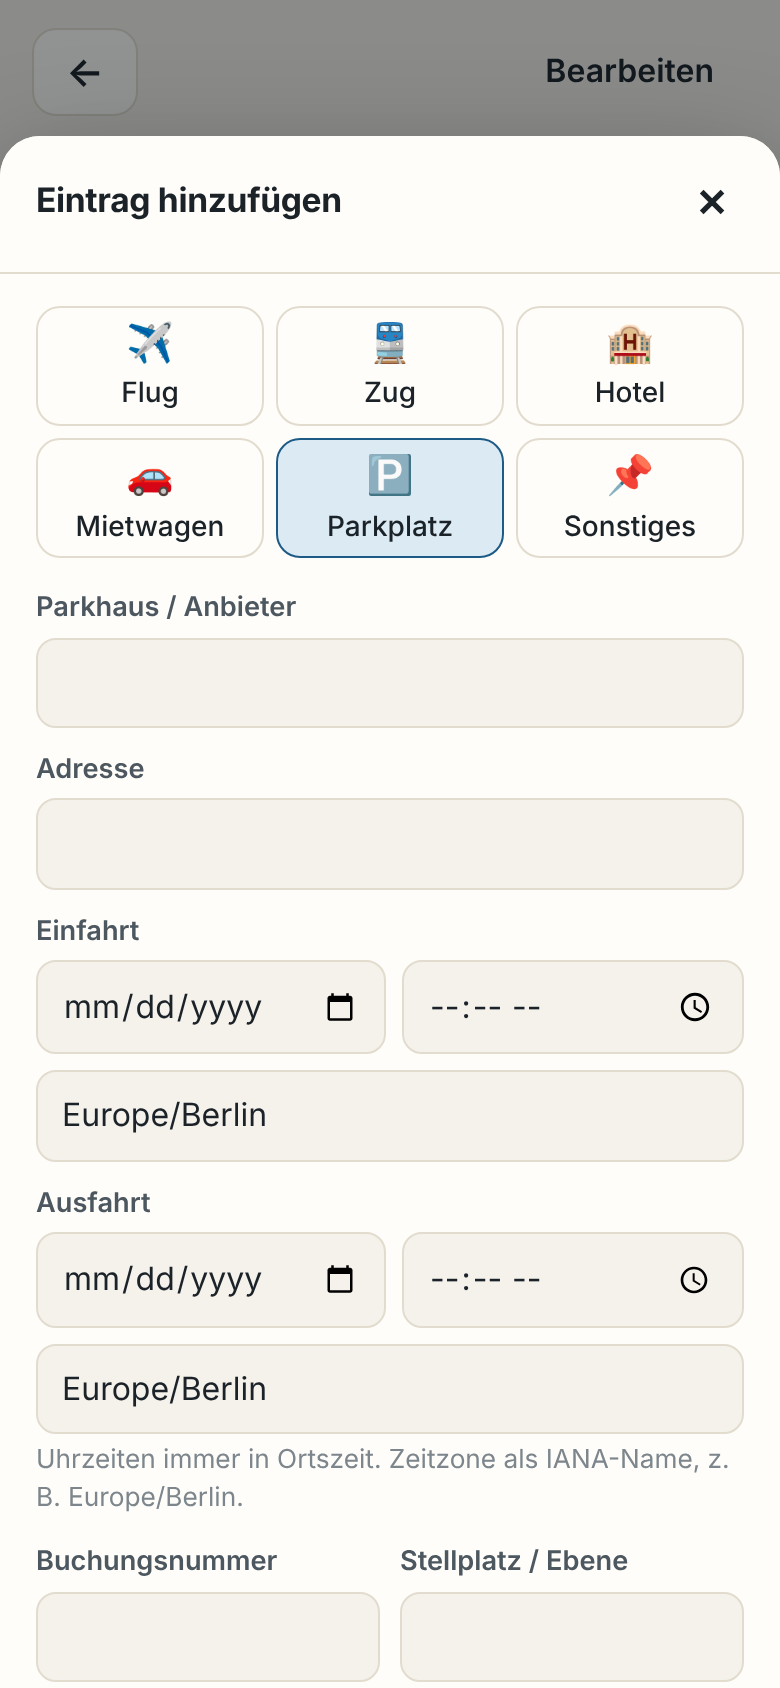 Bearbeiten
Eintrag hinzufügen
Flug
Zug
Hotel
Mietwagen
Parkplatz
Sonstiges
Parkhaus / Anbieter
Adresse
Einfahrt
mm/dd/yyyy
--:-- --
Europe/Berlin
Ausfahrt
mm/dd/yyyy
--:-- --
Europe/Berlin
Uhrzeiten immer in Ortszeit. Zeitzone als IANA-Name, z.
B. Europe/Berlin.
Buchungsnummer
Stellplatz / Ebene